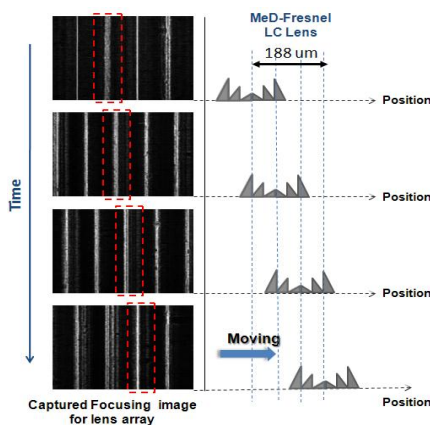 MeD-Fresnel
LC Lens
188 um
Position
Time
Position
Position
Moving
Position
Captured Focusing image
for lens array